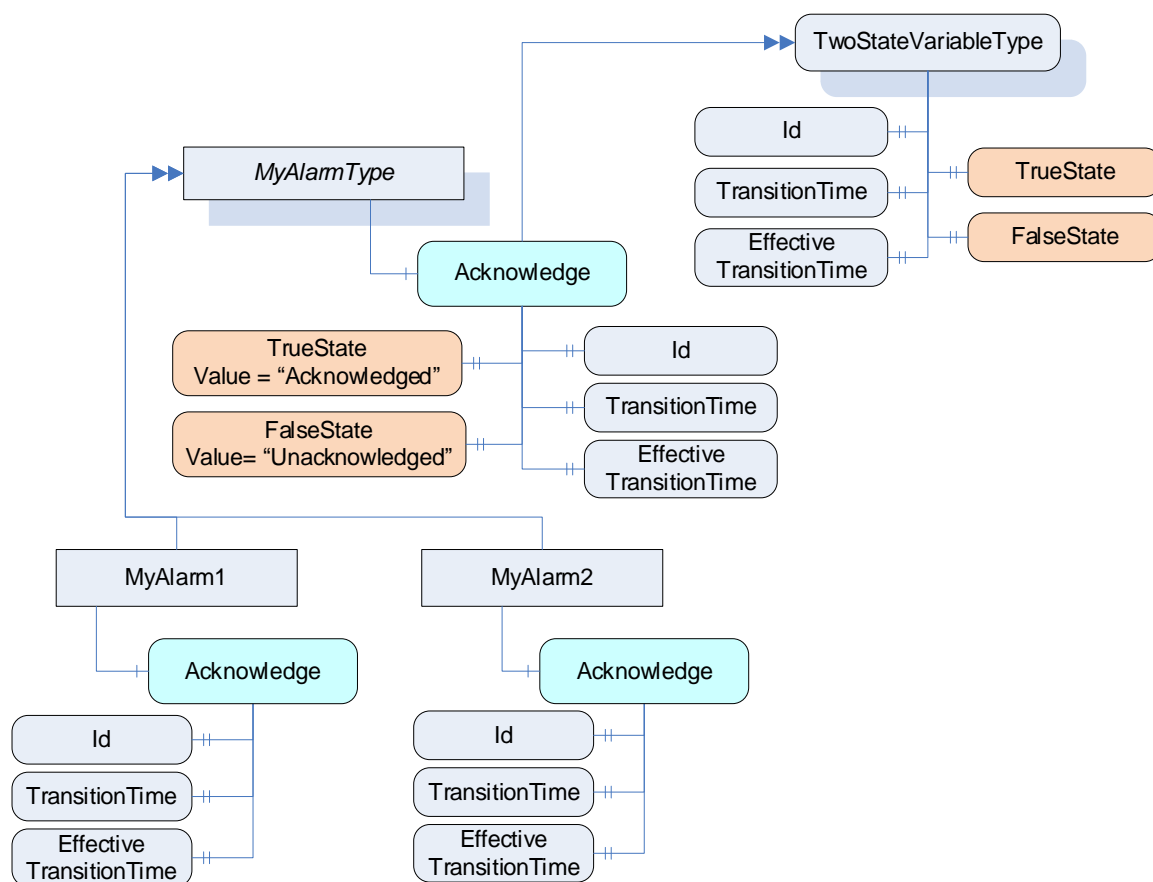 TwoStateVariableType
Id
TrueState
TransitionTime
FalseState
Effective
TransitionTime
MyAlarmType
Acknowledge
TrueState
Value = “Acknowledged”
Id
TransitionTime
FalseState
Value= “Unacknowledged”
Effective
TransitionTime
MyAlarm1
MyAlarm2
Acknowledge
Acknowledge
Id
Id
TransitionTime
TransitionTime
Effective
TransitionTime
Effective
TransitionTime